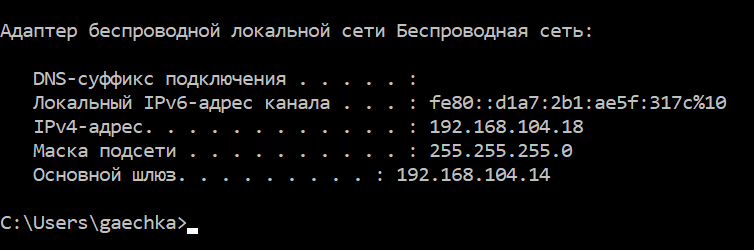 Адаптер беспроводной локальной сети Беспроводная сеть:
DNS-суффикс подключения . . . . . :
Локальный IPv6-адрес канала . . . : fe80::d1a7:2b1:ae5f:317c%10
IPv4-адрес. . . . . . . . . . . . : 192.168.104.18
Маска подсети . . . . . . . . . . : 255.255.255.0
Основной шлюз. . . . . . . . . : 192.168.104.14
C:\Users\gaechka>